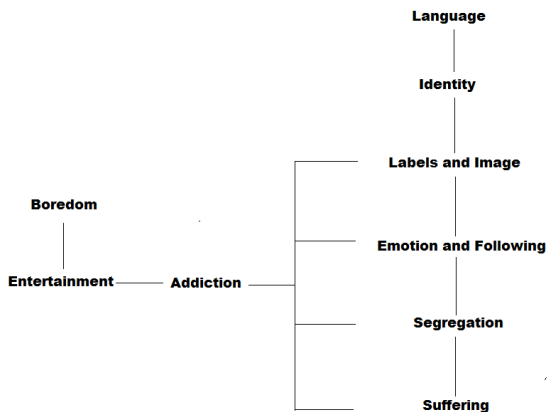 Language
Identity
Labels and Image
Boredom
Emotion and Following
Entertainment
Addiction
Segregation
Suffering